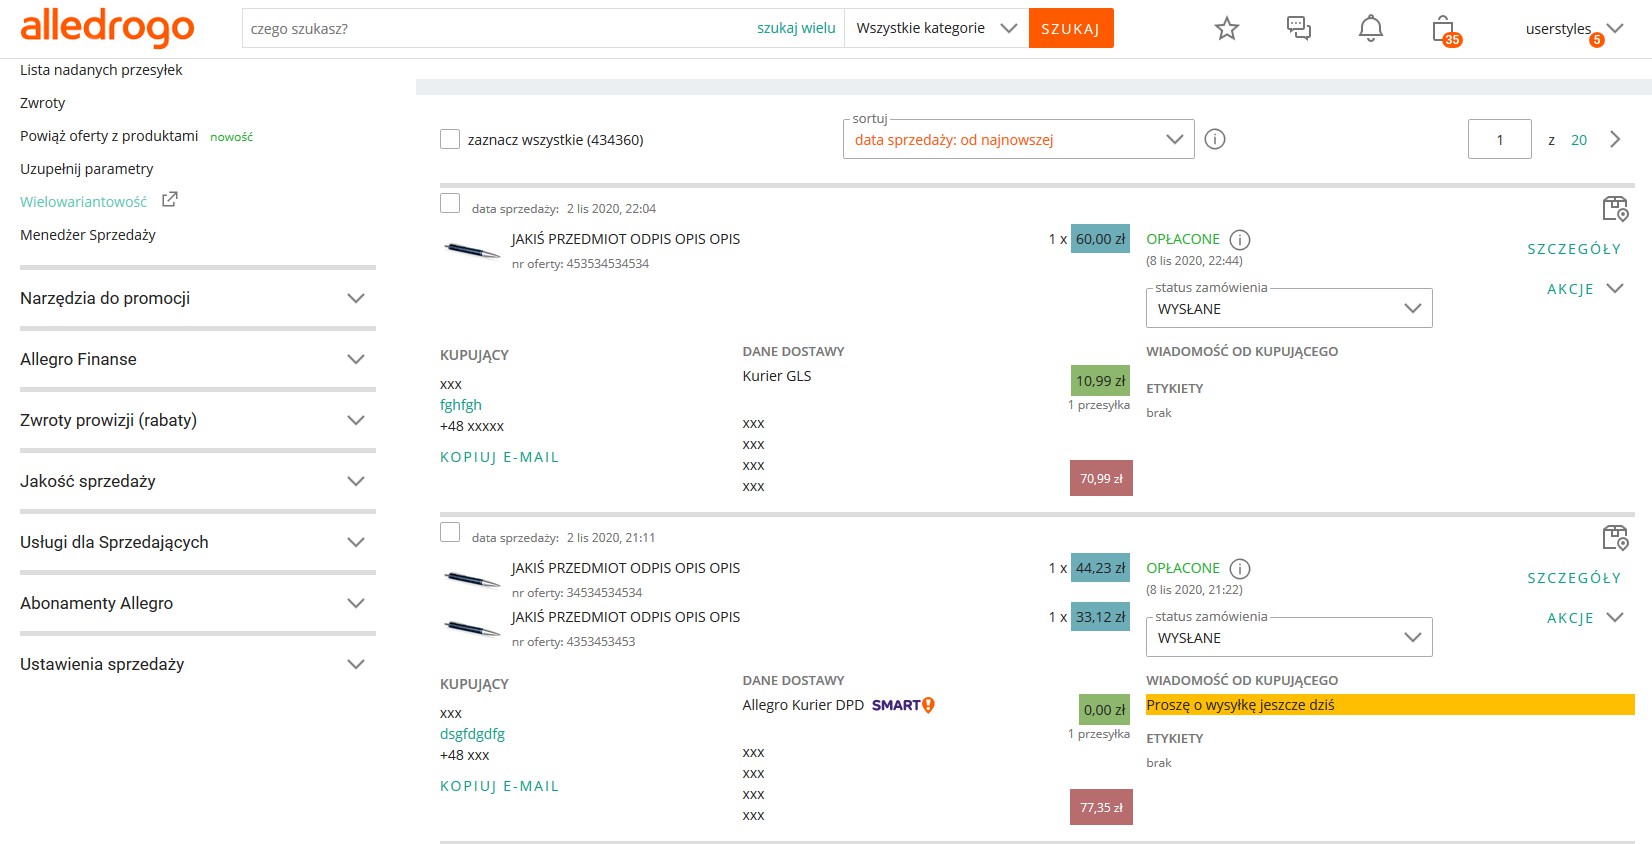 alledrogo
czego szukasz?
szukaj wielu
Wszystkie kategorie
SZUKAJ
35
userstyles
5
Lista nadanych przesyłek
Zwroty
Powiąż oferty z produktami nowość
Uzupełnij parametry
Wielowariantowość
Menedżer Sprzedaży
Narzędzia do promocji
Allegro Finanse
Zwroty prowizji (rabaty)
Jakość sprzedaży
Usługi dla Sprzedających
Abonamenty Allegro
Ustawienia sprzedaży
zaznacz wszystkie (434360)
sortuj
data sprzedaży: od najnowszej
1 z 20
data sprzedaży: 2 lis 2020, 22:04
JAKIŚ PRZEDMIOT ODPIS OPIS OPIS
nr oferty: 453534534534
1 x 60,00 zł
OPŁACONE
(8 lis 2020, 22:44)
status zamówienia
WYSŁANE
SZCZEGÓŁY
AKCJE
KUPUJĄCY
xxx
fghfgh
+48 xxxxx
KOPIUJ E-MAIL
DANE DOSTAWY
Kurier GLS
xxx
xxx
xxx
xxx
10,99 zł
1 przesyłka
70,99 zł
WIADOMOŚĆ OD KUPUJĄCEGO
ETYKIETY
brak
data sprzedaży: 2 lis 2020, 21:11
JAKIŚ PRZEDMIOT ODPIS OPIS OPIS
nr oferty: 34534534534
1 x 44,23 zł
JAKIŚ PRZEDMIOT ODPIS OPIS OPIS
nr oferty: 4353453453
1 x 33,12 zł
OPŁACONE
(8 lis 2020, 21:22)
status zamówienia
WYSŁANE
SZCZEGÓŁY
AKCJE
KUPUJĄCY
xxx
dsgfdgdfg
+48 xxx
KOPIUJ E-MAIL
DANE DOSTAWY
Allegro Kurier DPD SMART!
xxx
xxx
xxx
xxx
0,00 zł
1 przesyłka
77,35 zł
WIADOMOŚĆ OD KUPUJĄCEGO
Proszę o wysyłkę jeszcze dziś
ETYKIETY
brak